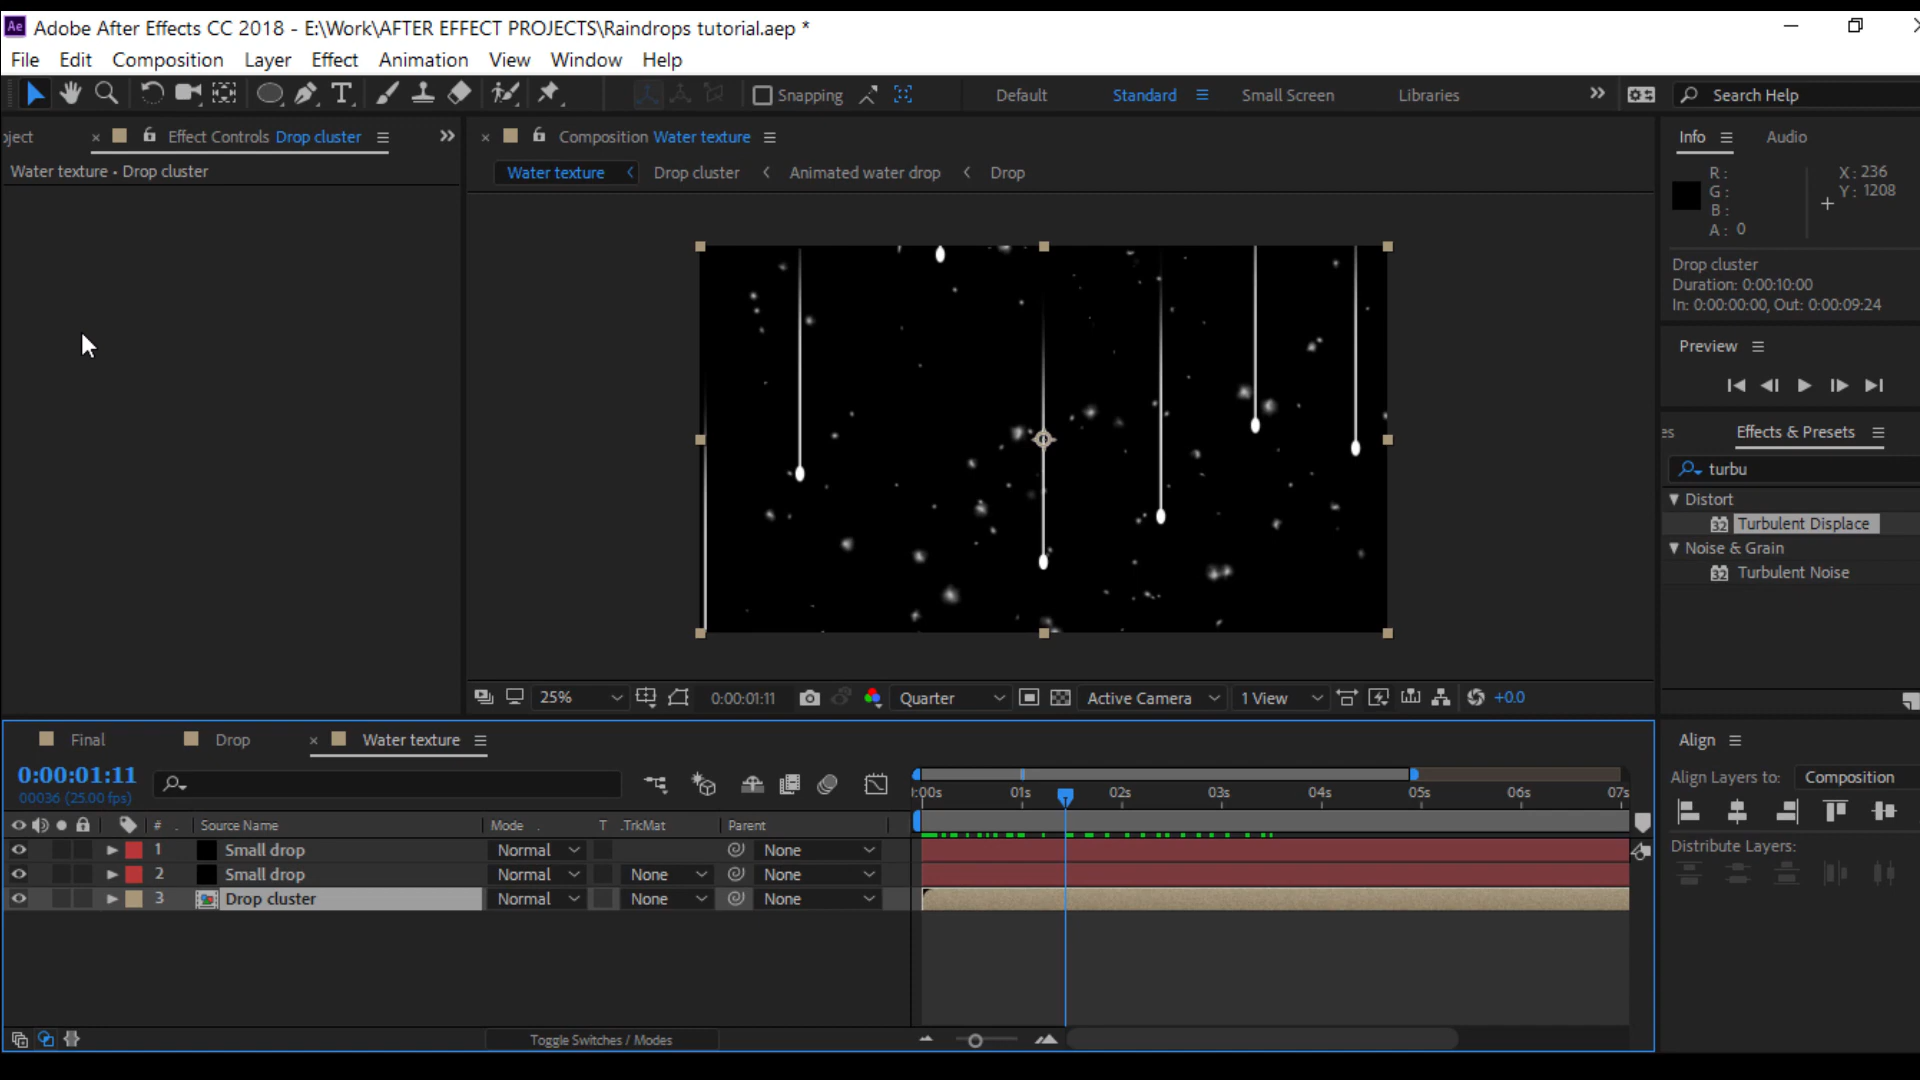 Ae Adobe After Effects CC 2018 - E:\Work\AFTER EFFECT PROJECTS\Raindrops tutorial.aep *
File Edit Composition Layer Effect Animation View Window Help
T Snapping Default Standard Small Screen Libraries Search Help
oject Effect Controls Drop cluster
Water texture • Drop cluster
Composition Water texture
Water texture Drop cluster Animated water drop Drop
Info Audio
R:
G:
B:
A: 0
X: 236
Y: 1208
Drop cluster
Duration: 0:00:10:00
In: 0:00:00:00, Out: 0:00:09:24
Preview
es Effects & Presets
turbu
Distort
32 Turbulent Displace
Noise & Grain
32 Turbulent Noise
25% 0:00:01:11 Quarter Active Camera 1 View +0.0
Final Drop Water texture
0:00:01:11
00036 (25.00 fps)
):00s 01s 02s 03s 04s 05s 06s 07s
# . Source Name Mode . T .TrkMat Parent
1 Small drop Normal None
2 Small drop Normal None None
3 Drop cluster Normal None None
Toggle Switches / Modes
Align
Align Layers to: Composition
Distribute Layers: